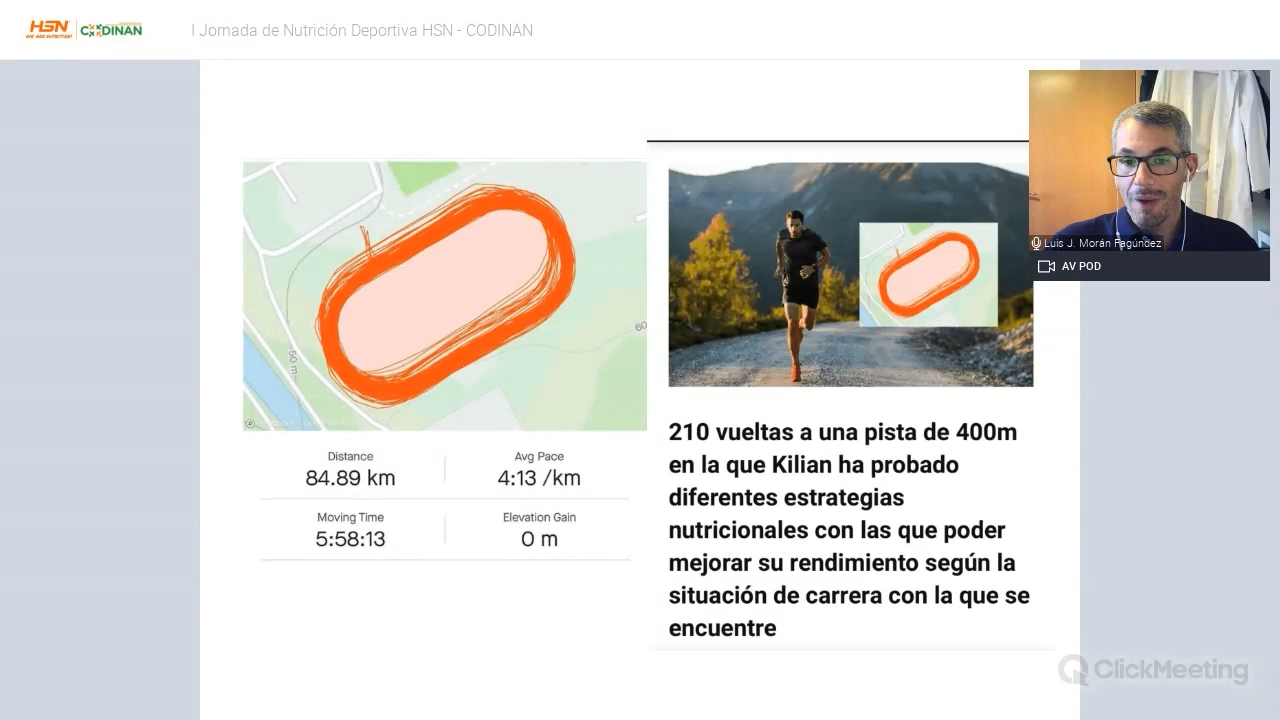 HSN
CODINAN
I Jornada de Nutrición Deportiva HSN - CODINAN
Luis J. Morán Fagúndez
AV POD
50 m
60
Distance
84.89 km
Avg Pace
4:13 /km
Moving Time
5:58:13
Elevation Gain
0 m
210 vueltas a una pista de 400m
en la que Kilian ha probado
diferentes estrategias
nutricionales con las que poder
mejorar su rendimiento según la
situación de carrera con la que se
encuentre
ClickMeeting